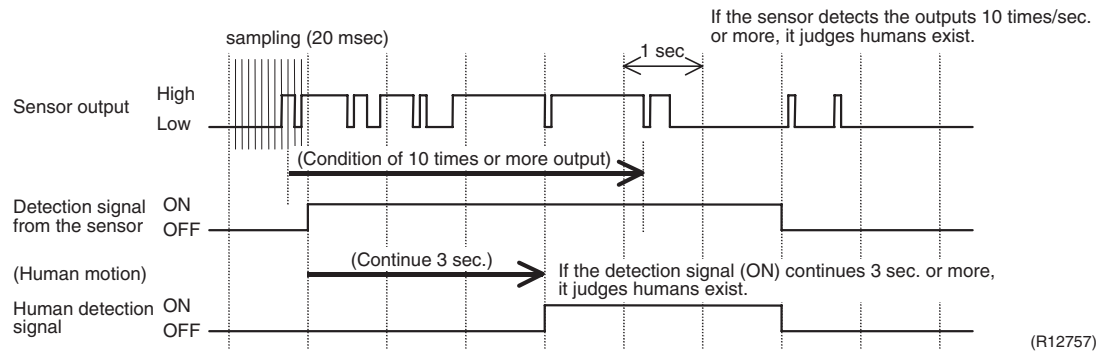 If the sensor detects the outputs 10 times/sec.
or more, it judges humans exist.
sampling (20 msec)
1 sec
Sensor output
High
Low
(Condition of 10 times or more output)
Detection signal
from the sensor
ON
OFF
(Human motion)
(Continue 3 sec.)
If the detection signal (ON) continues 3 sec. or more,
it judges humans exist.
Human detection
signal
ON
OFF
(R12757)